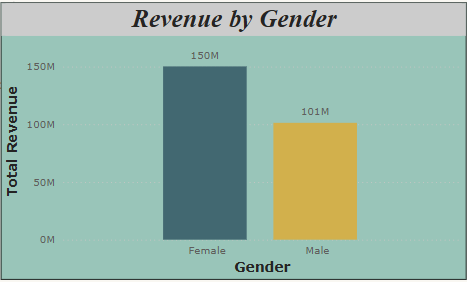 Revenue by Gender
150M
150M
101M
100M
50M
0M
Total Revenue
Female
Male
Gender